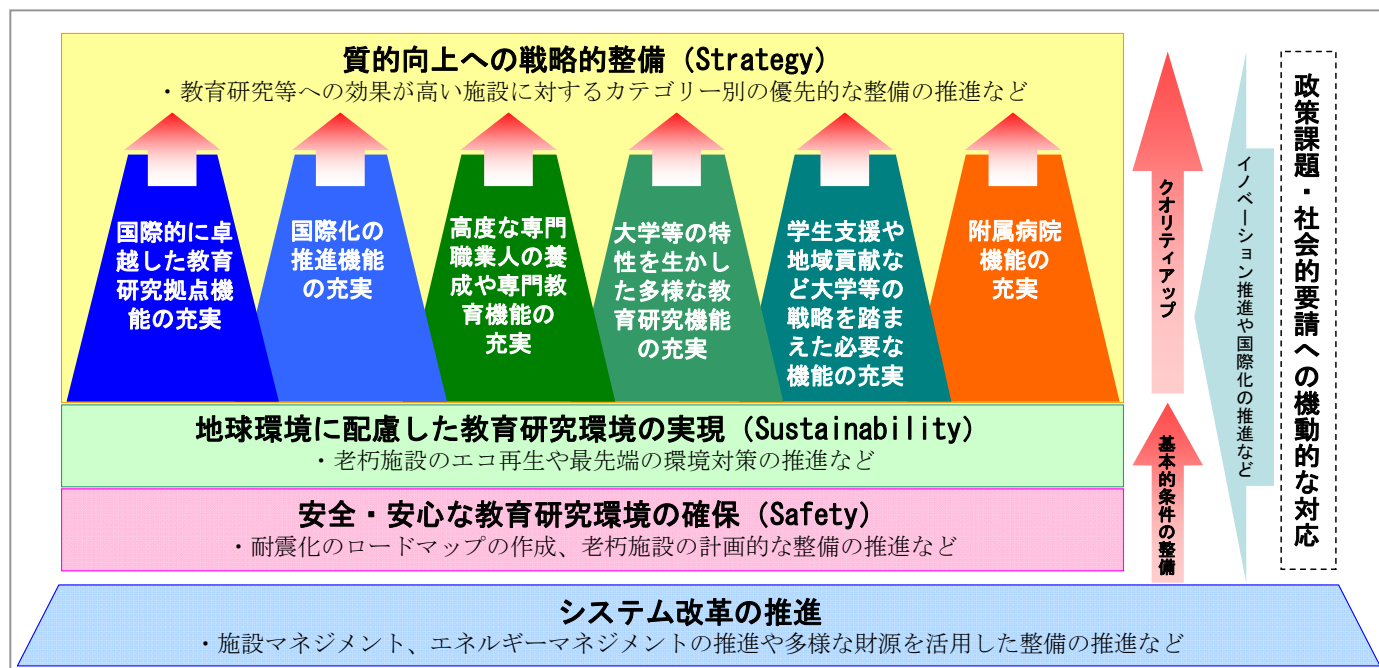 質的向上への戦略的整備（Strategy）
・教育研究等への効果が高い施設に対するカテゴリー別の優先的な整備の推進など
国際的に卓
越した教育
研究拠点機
能の充実
国際化の
推進機能
の充実
高度な専門
職業人の養
成や専門教
育機能の
充実
大学等の特
性を生かし
た多様な教
育研究機能
の充実
学生支援や
地域貢献な
ど大学等の
戦略を踏ま
えた必要な
機能の充実
附属病院
機能の
充実
地球環境に配慮した教育研究環境の実現（Sustainability）
・老朽施設のエコ再生や最先端の環境対策の推進など
安全・安心な教育研究環境の確保（Safety）
・耐震化のロードマップの作成、老朽施設の計画的な整備の推進など
システム改革の推進
・施設マネジメント、エネルギーマネジメントの推進や多様な財源を活用した整備の推進など
クオリティアップ
基本的条件の整備
イノベーション推進や国際化の推進など
政策課題・社会的要請への機動的な対応